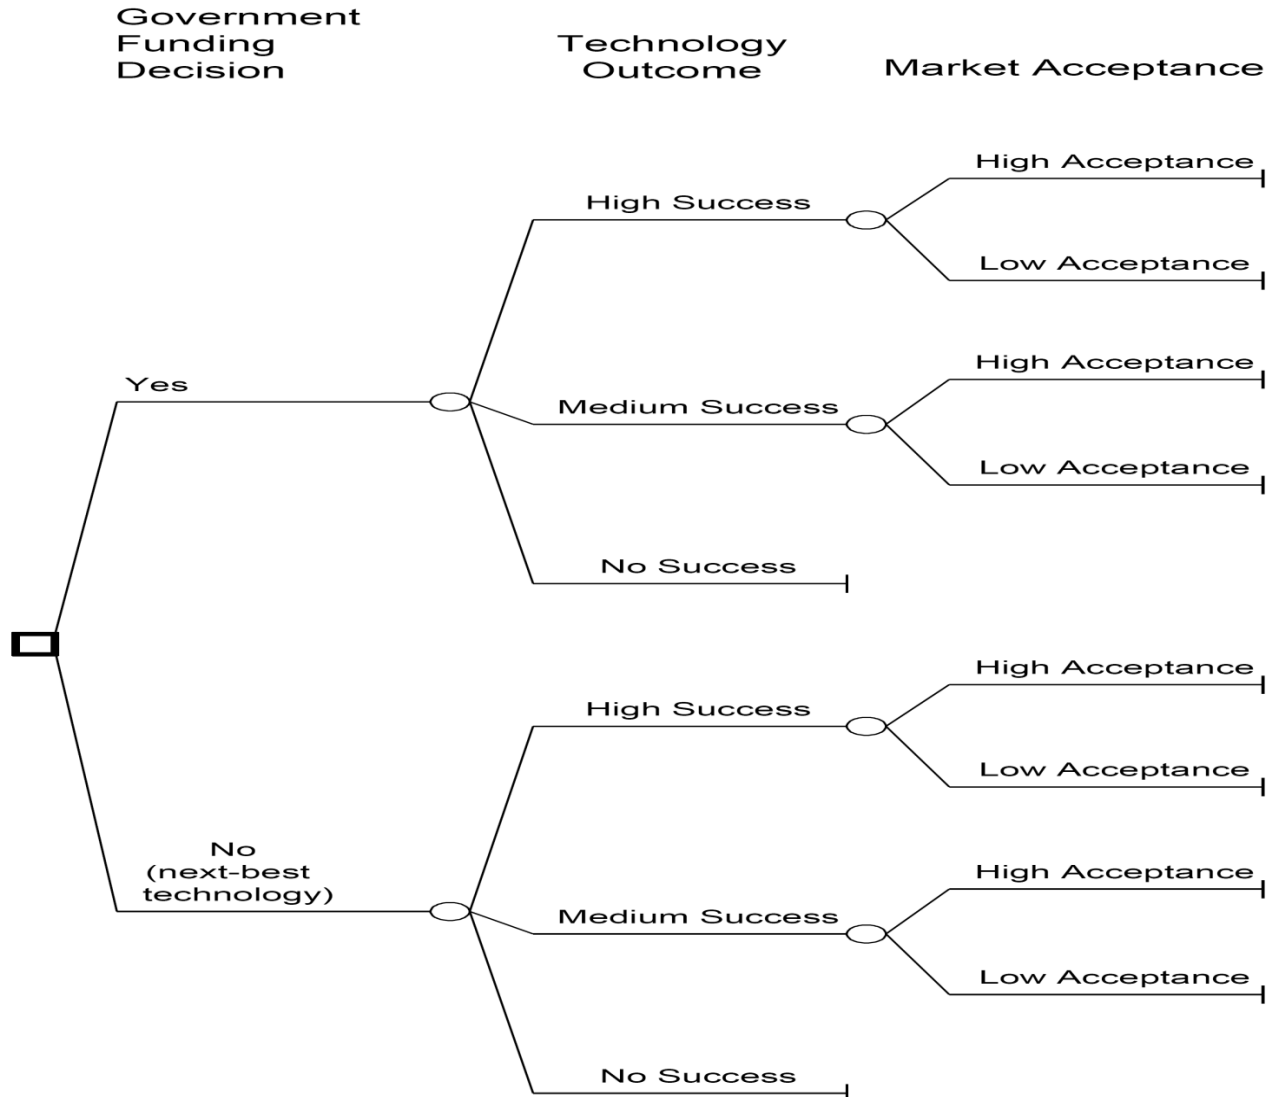 Government
Funding
Decision
Technology
Outcome
Market Acceptance
High Acceptance
High Success
Low Acceptance
High Acceptance
Yes
Medium Success
Low Acceptance
No Success
High Acceptance
High Success
Low Acceptance
No
(next-best
technology)
High Acceptance
Medium Success
Low Acceptance
No Success